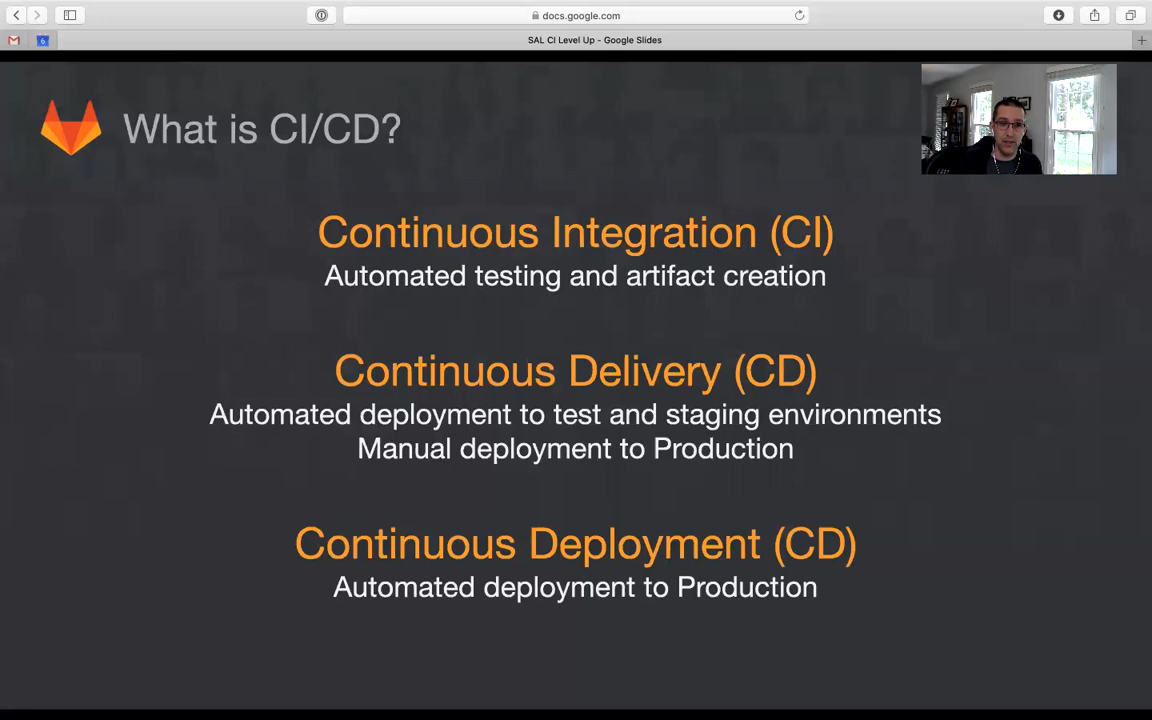 docs.google.com
SAL CI Level Up - Google Slides
What is CI/CD?
Continuous Integration (CI)
Automated testing and artifact creation
Continuous Delivery (CD)
Automated deployment to test and staging environments
Manual deployment to Production
Continuous Deployment (CD)
Automated deployment to Production